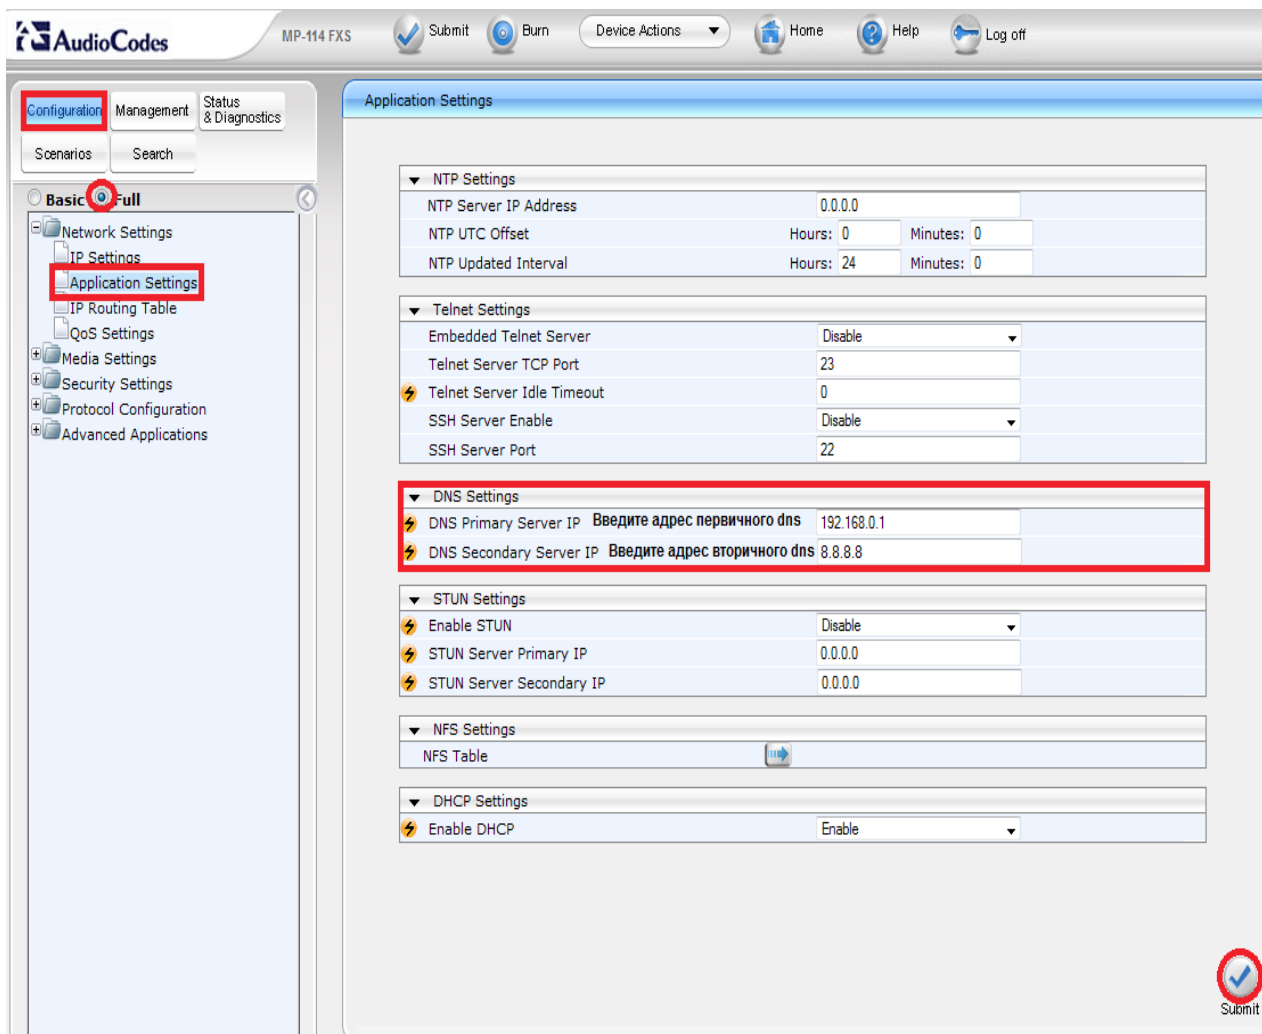 AudioCodes
MP-114 FXS
Submit
Burn
Device Actions
Home
Help
Log off
Configuration
Management
Status
& Diagnostics
Scenarios
Search
Basic
Full
Network Settings
IP Settings
Application Settings
IP Routing Table
QoS Settings
Media Settings
Security Settings
Protocol Configuration
Advanced Applications
Application Settings
NTP Settings
NTP Server IP Address 0.0.0.0
NTP UTC Offset Hours: 0 Minutes: 0
NTP Updated Interval Hours: 24 Minutes: 0
Telnet Settings
Embedded Telnet Server Disable
Telnet Server TCP Port 23
Telnet Server Idle Timeout 0
SSH Server Enable Disable
SSH Server Port 22
DNS Settings
DNS Primary Server IP Введите адрес первичного dns 192.168.0.1
DNS Secondary Server IP Введите адрес вторичного dns 8.8.8.8
STUN Settings
Enable STUN Disable
STUN Server Primary IP 0.0.0.0
STUN Server Secondary IP 0.0.0.0
NFS Settings
NFS Table
DHCP Settings
Enable DHCP Enable
Submit